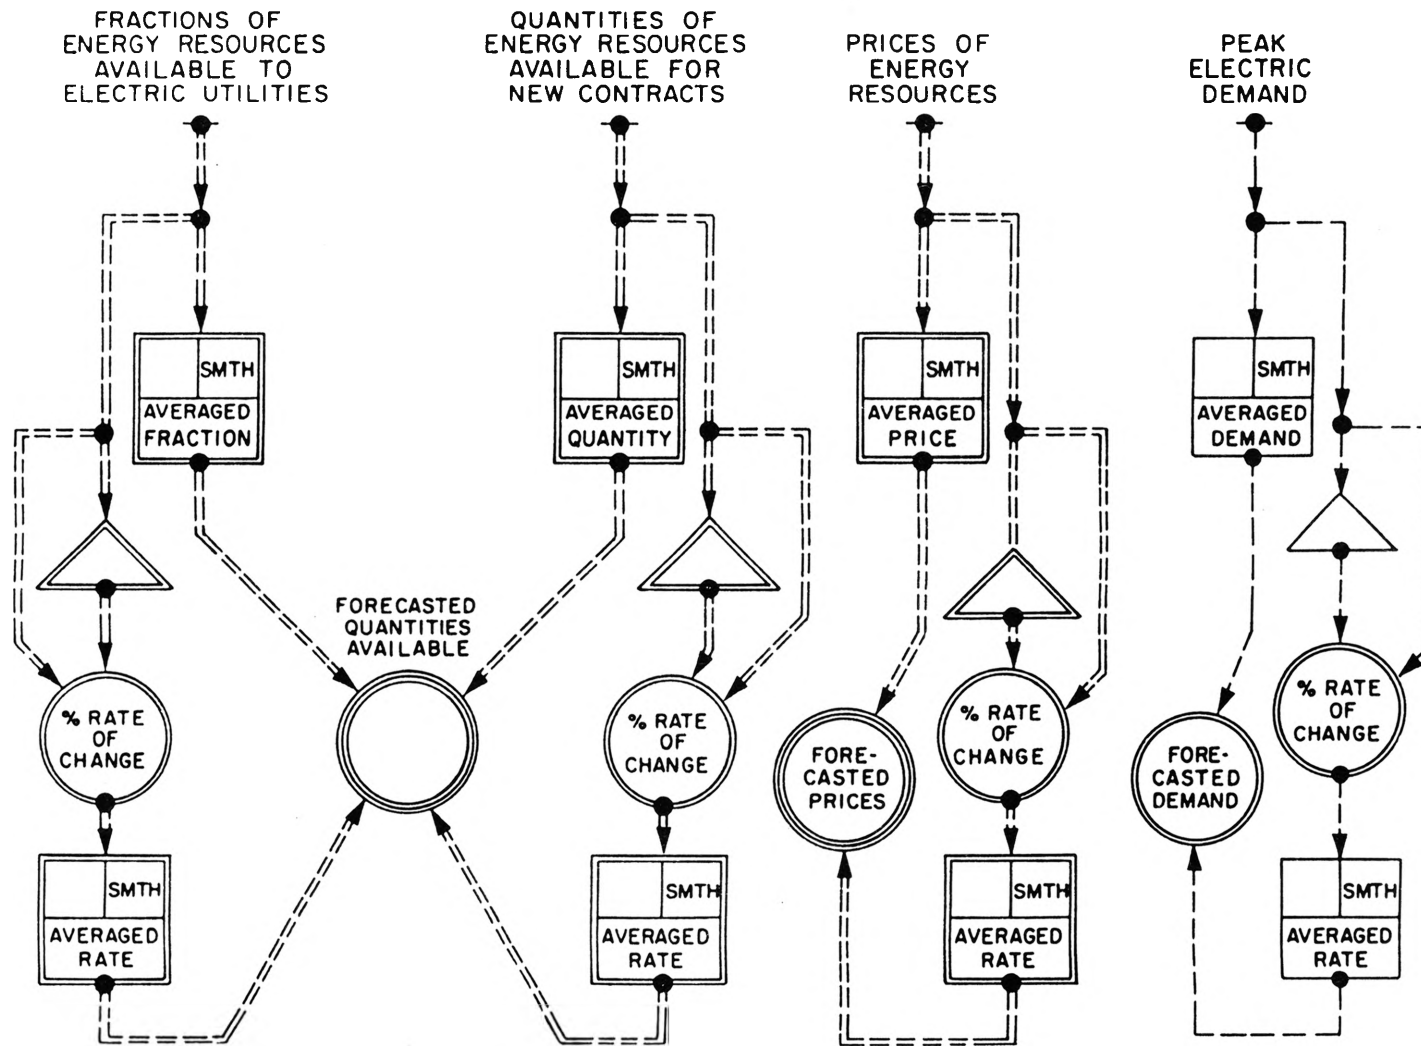 FRACTIONS OF
ENERGY RESOURCES
AVAILABLE TO
ELECTRIC UTILITIES
QUANTITIES OF
ENERGY RESOURCES
AVAILABLE FOR
NEW CONTRACTS
PRICES OF
ENERGY
RESOURCES
PEAK
ELECTRIC
DEMAND
SMTH
AVERAGED
FRACTION
SMTH
AVERAGED
QUANTITY
SMTH
AVERAGED
PRICE
SMTH
AVERAGED
DEMAND
FORECASTED
QUANTITIES
AVAILABLE
% RATE
OF
CHANGE
% RATE
OF
CHANGE
FORE-
CASTED
PRICES
% RATE
OF
CHANGE
FORE-
CASTED
DEMAND
% RATE
OF
CHANGE
SMTH
AVERAGED
RATE
SMTH
AVERAGED
RATE
SMTH
AVERAGED
RATE
SMTH
AVERAGED
RATE